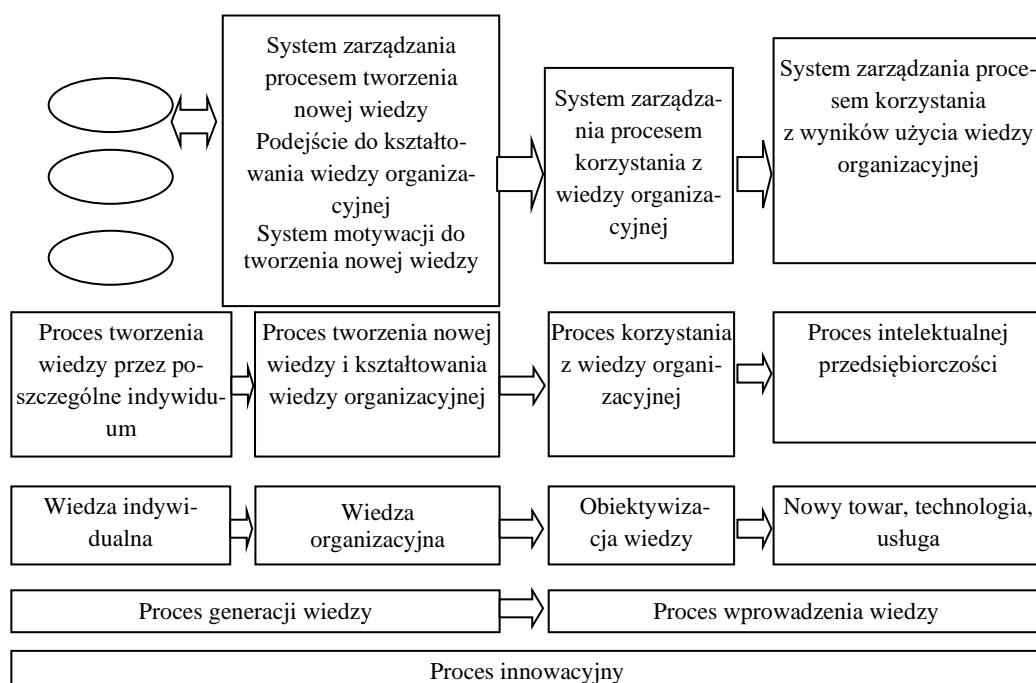 System zarządzania
procesem tworzenia
nowej wiedzy
Podejście do kształto-
wania wiedzy organiza-
cyjnej
System motywacji do
tworzenia nowej wiedzy
System zarządza-
nia procesem
korzystania z
wiedzy organiza-
cyjnej
System zarządzania proce-
sem korzystania
z wyników użycia wiedzy
organizacyjnej
Proces tworzenia
wiedzy przez po-
szczególne indywidu-
um
Proces tworzenia nowej
wiedzy i kształtowania
wiedzy organizacyjnej
Proces korzystania
z wiedzy organi-
zacyjnej
Proces intelektualnej
przedsiębiorczości
Wiedza indywi-
dualna
Wiedza
organizacyjna
Obiektywiza-
cja wiedzy
Nowy towar, technologia,
usługa
Proces generacji wiedzy
Proces wprowadzenia wiedzy
Proces innowacyjny